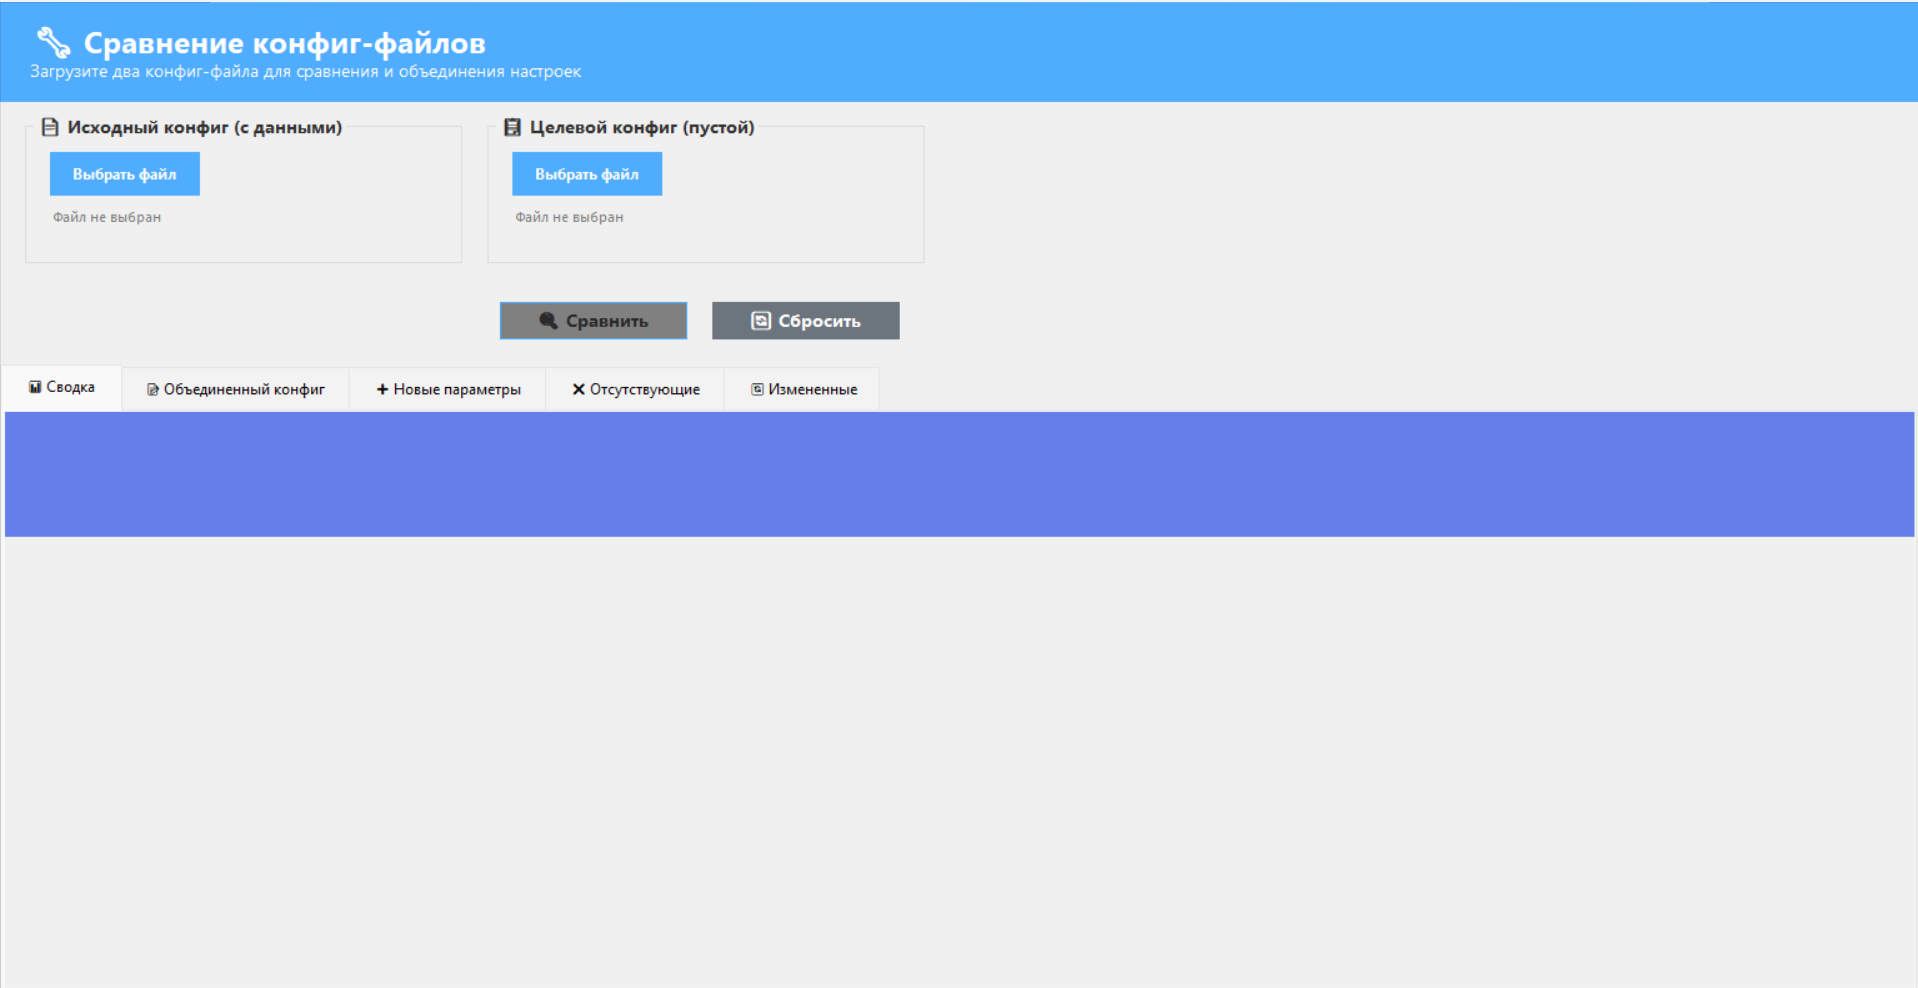 Сравнение конфиг-файлов
Загрузите два конфиг-файла для сравнения и объединения настроек
Исходный конфиг (с данными)
Выбрать файл
Файл не выбран
Целевой конфиг (пустой)
Выбрать файл
Файл не выбран
Сравнить
Сбросить
Сводка
Объединенный конфиг
+ Новые параметры
Отсутствующие
Измененные